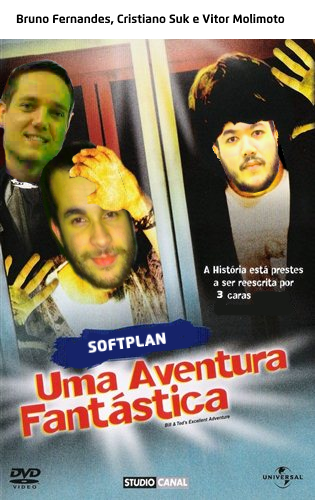 Bruno Fernandes, Cristiano Suk e Vitor Molimoto
A História está prestes
a ser reescrita por
3 caras
SOFTPLAN
Uma Aventura
Fantástica
Bill & Ted's Excellent Adventure
DVD
VIDEO
STUDIO CANAL
UNIVERSAL